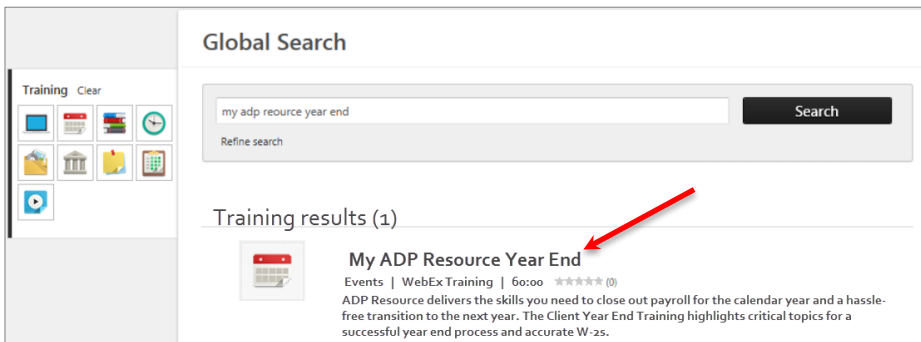 Global Search
Training Clear
my adp reource year end
Search
Refine search
Training results (1)
My ADP Resource Year End
Events | WebEx Training | 60:00 (0)
ADP Resource delivers the skills you need to close out payroll for the calendar year and a hassle-
free transition to the next year. The Client Year End Training highlights critical topics for a
successful year end process and accurate W-2s.